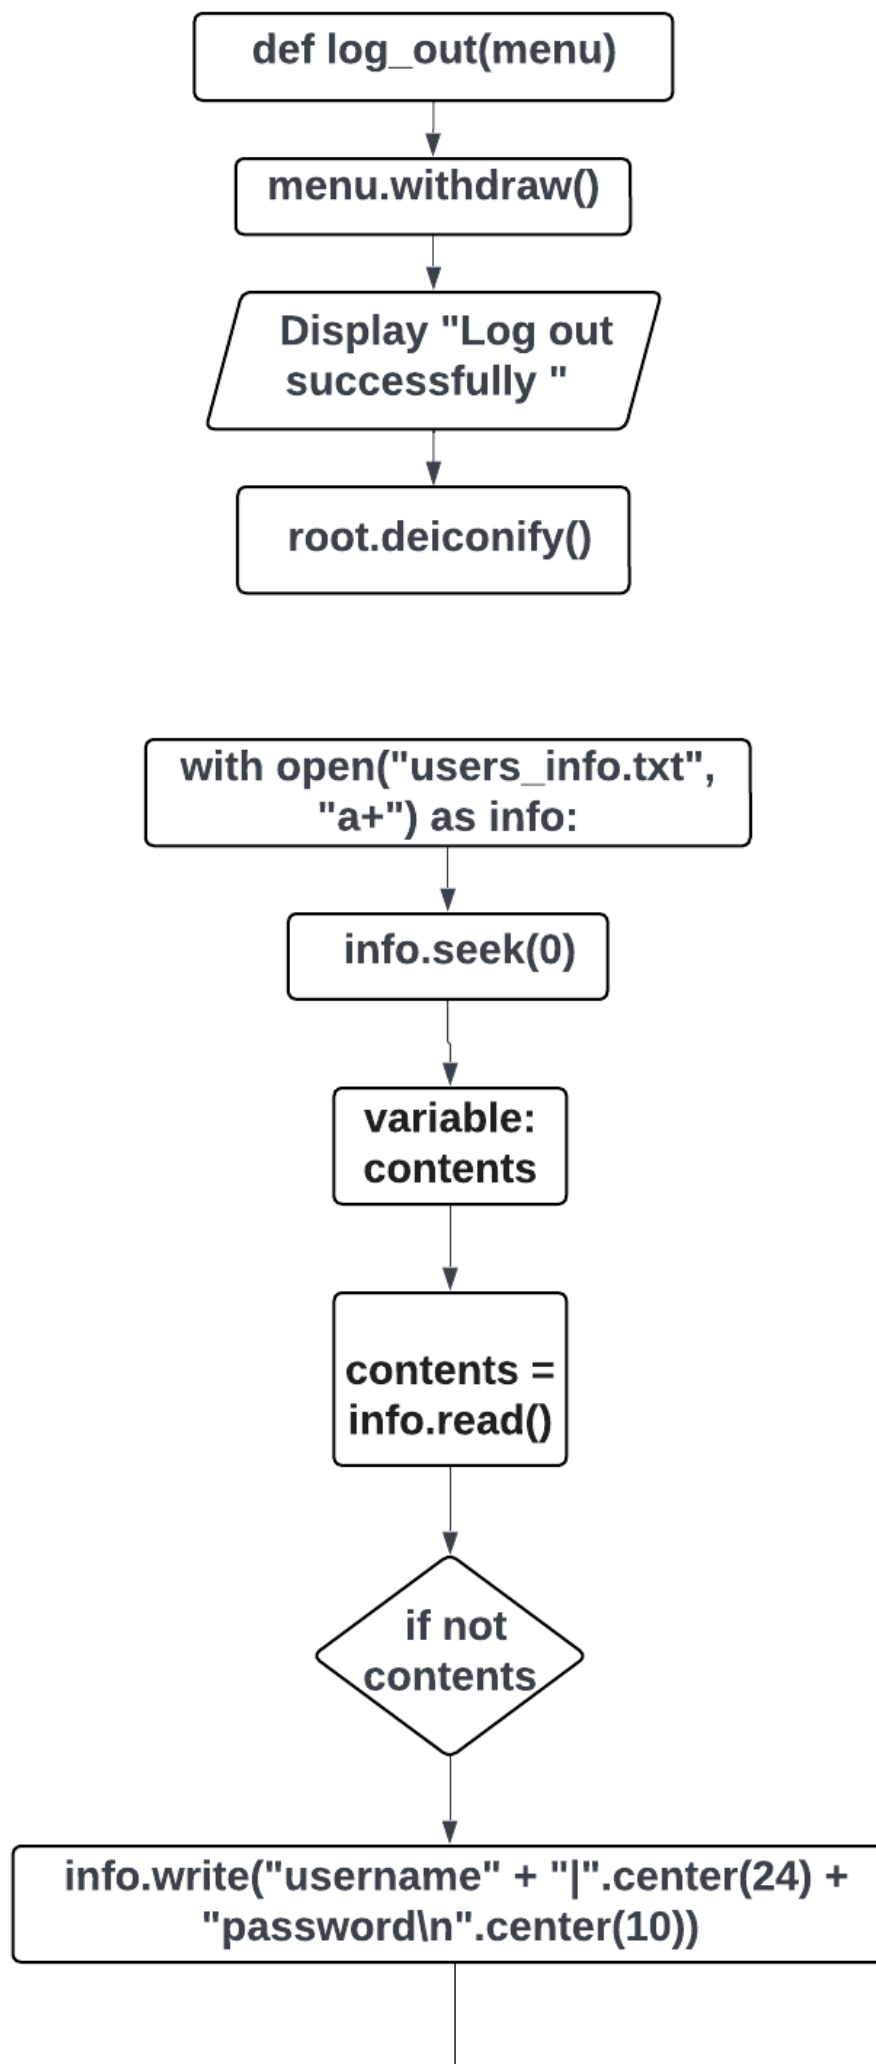 def log_out(menu)
menu.withdraw()
Display "Log out
successfully "
root.deiconify()
with open("users_info.txt",
"a+") as info:
info.seek(0)
variable:
contents
contents =
info.read()
if not
contents
info.write("username" + "|".center(24) +
"password\n".center(10))